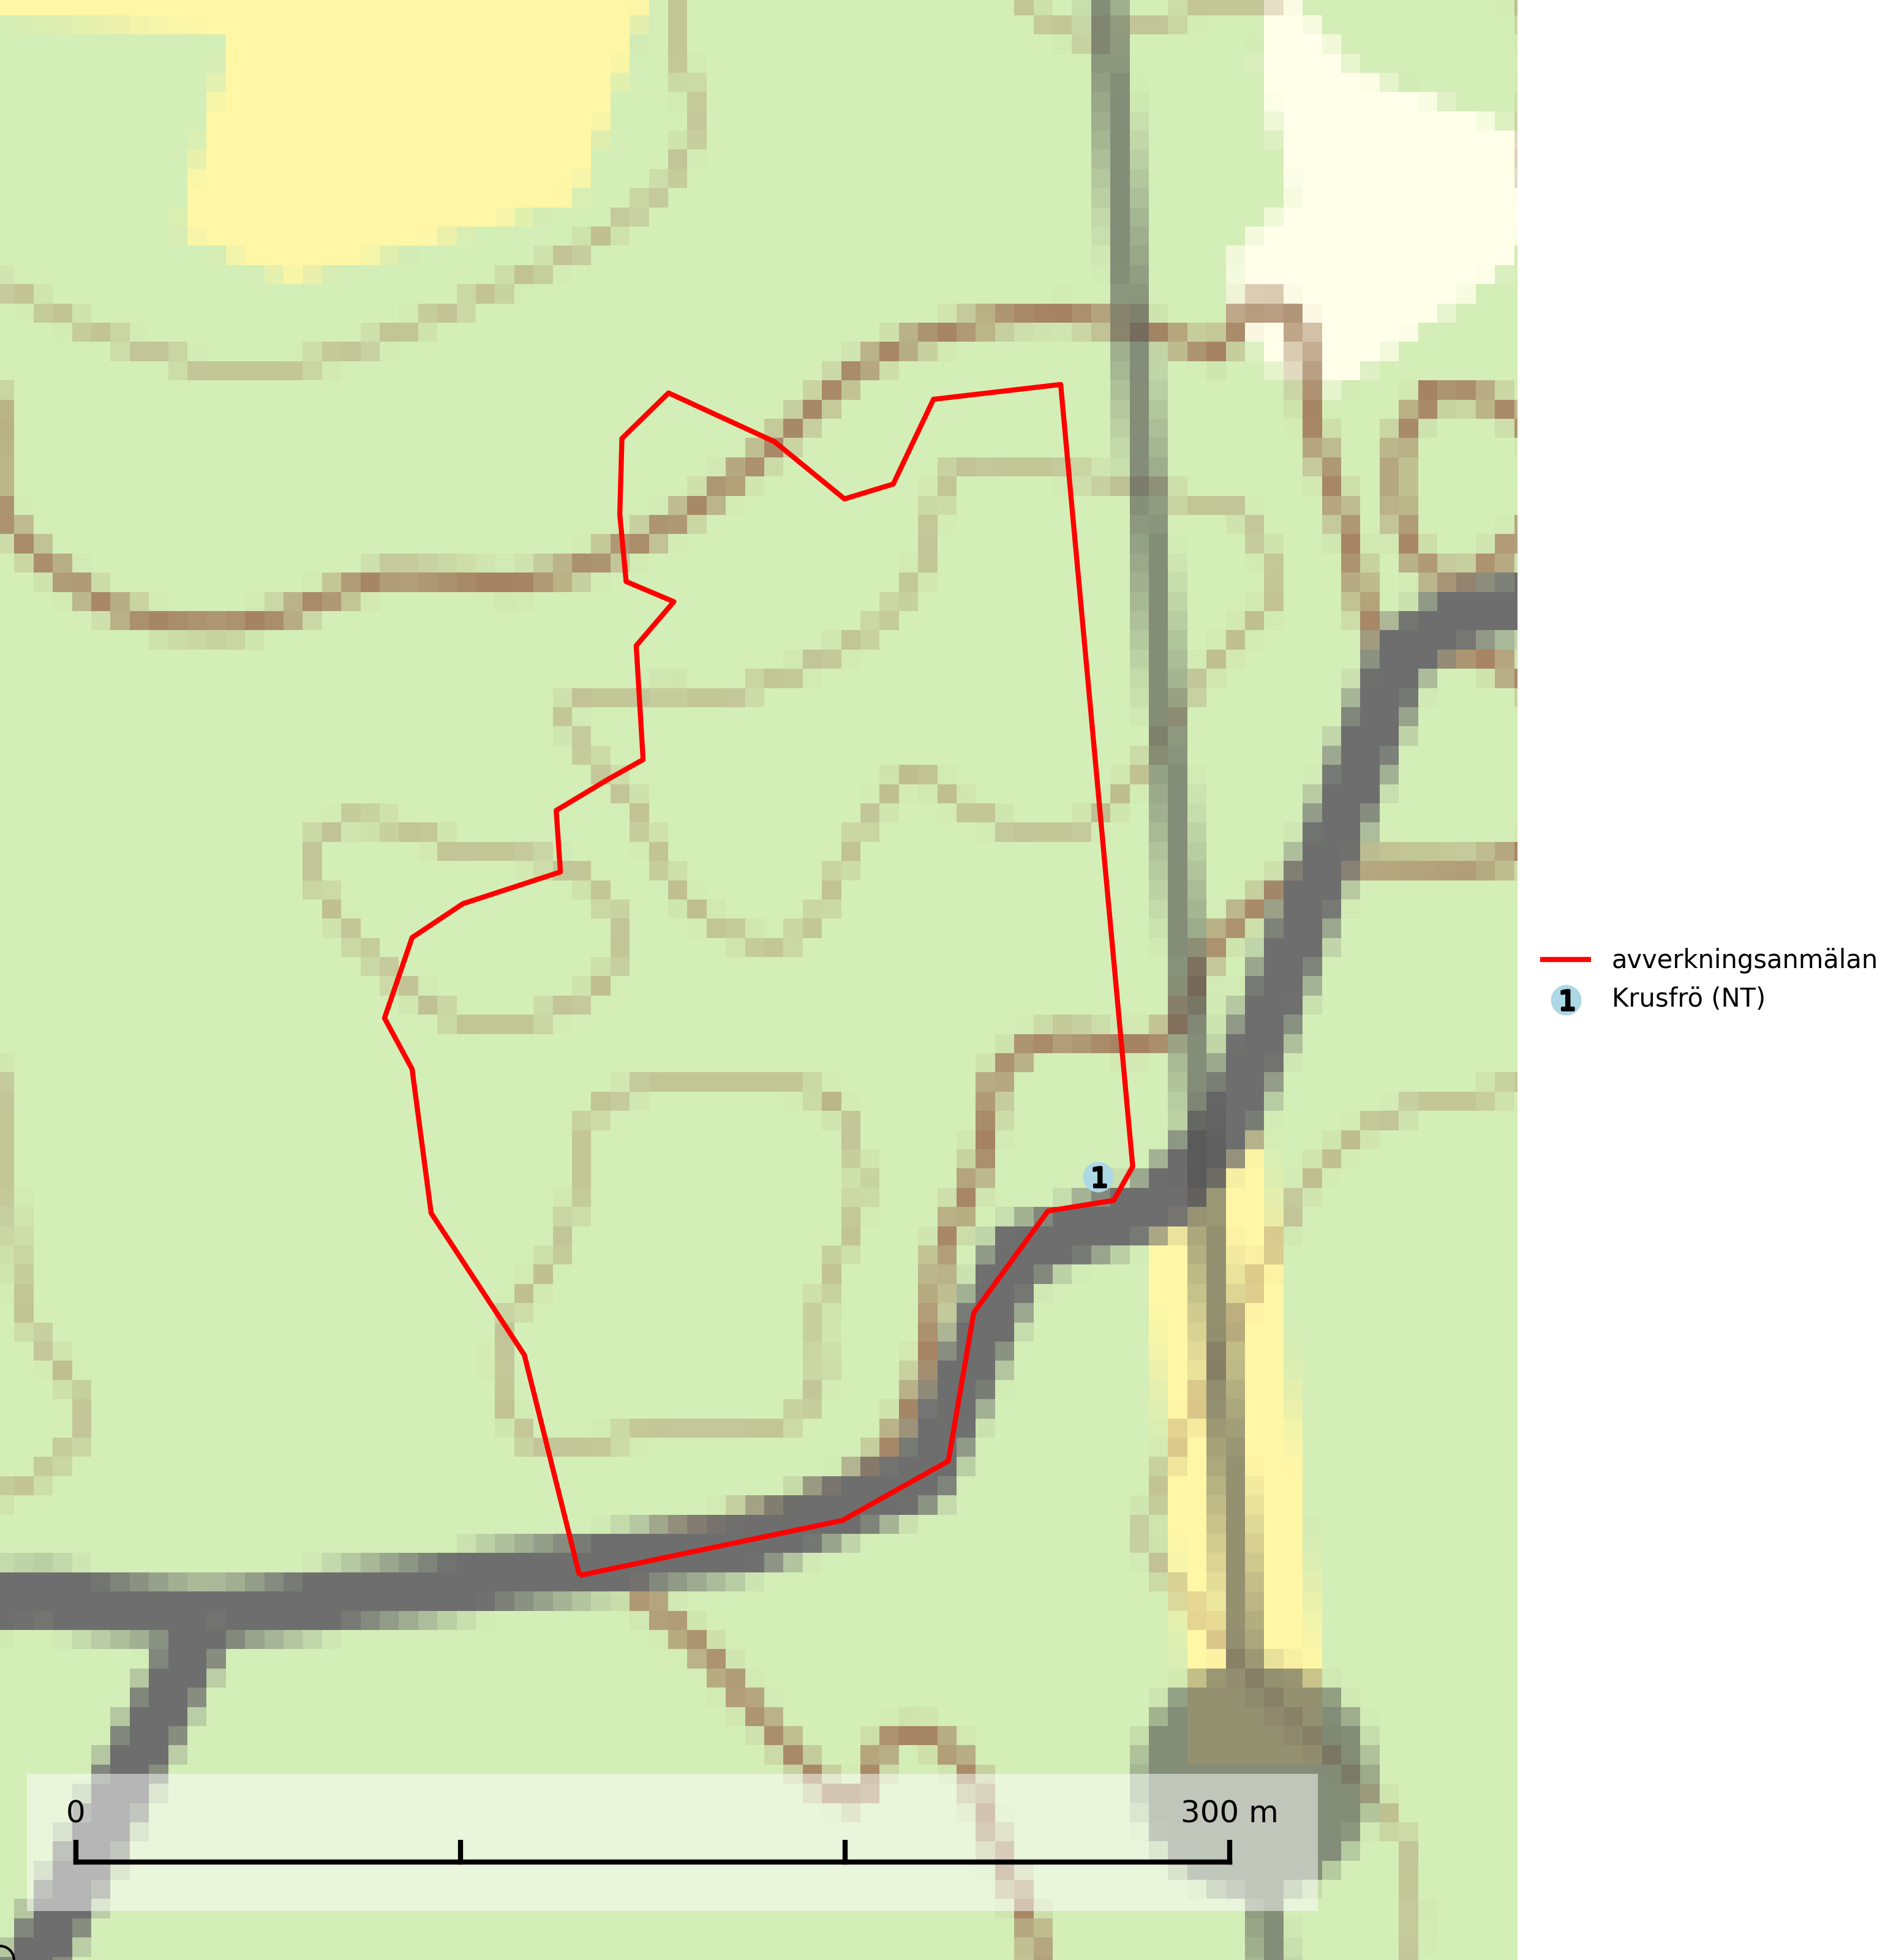 1
avverkningsanmälan
1 Krusfrö (NT)
0 300 m